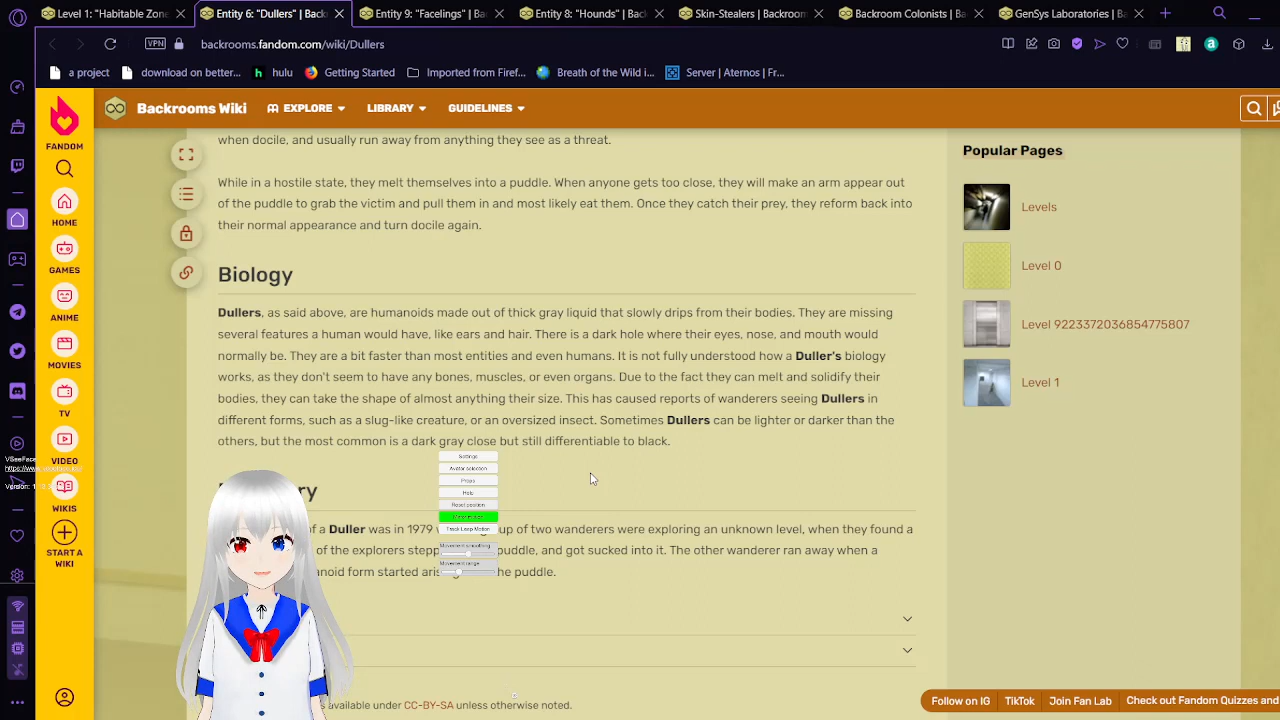 Level 1: "Habitable Zone
Entity 6: "Dullers" | Back
Entity 9: "Facelings" | Ba
Entity 8: "Hounds" | Back
Skin-Stealers | Backroom
Backroom Colonists | Ba
GenSys Laboratories | Ba
VPN
backrooms.fandom.com/wiki/Dullers
a project
download on better...
hulu
Getting Started
Imported from Firef...
Breath of the Wild i...
Server | Aternos | Fr...
FANDOM
HOME
GAMES
ANIME
MOVIES
TV
VIDEO
WIKIS
START A
WIKI
Backrooms Wiki
EXPLORE
LIBRARY
GUIDELINES
when docile, and usually run away from anything they see as a threat.
While in a hostile state, they melt themselves into a puddle. When anyone gets too close, they will make an arm appear out
of the puddle to grab the victim and pull them in and most likely eat them. Once they catch their prey, they reform back into
their normal appearance and turn docile again.
Biology
Dullers, as said above, are humanoids made out of thick gray liquid that slowly drips from their bodies. They are missing
several features a human would have, like ears and hair. There is a dark hole where their eyes, nose, and mouth would
normally be. They are a bit faster than most entities and even humans. It is not fully understood how a Duller's biology
works, as they don't seem to have any bones, muscles, or even organs. Due to the fact they can melt and solidify their
bodies, they can take the shape of almost anything their size. This has caused reports of wanderers seeing Dullers in
different forms, such as a slug-like creature, or an oversized insect. Sometimes Dullers can be lighter or darker than the
others, but the most common is a dark gray close but still differentiable to black.
Settings
Avatar selection
Props
Help
Reset position
Track Leap Motion
Movement smoothing
Movement range
of a Duller was in 1979
up of two wanderers were exploring an unknown level, when they found a
of the explorers stepp
puddle, and got sucked into it. The other wanderer ran away when a
anoid form started aris
the puddle.
s available under CC-BY-SA unless otherwise noted.
Popular Pages
Levels
Level 0
Level 9223372036854775807
Level 1
Follow on IG
TikTok
Join Fan Lab
Check out Fandom Quizzes and